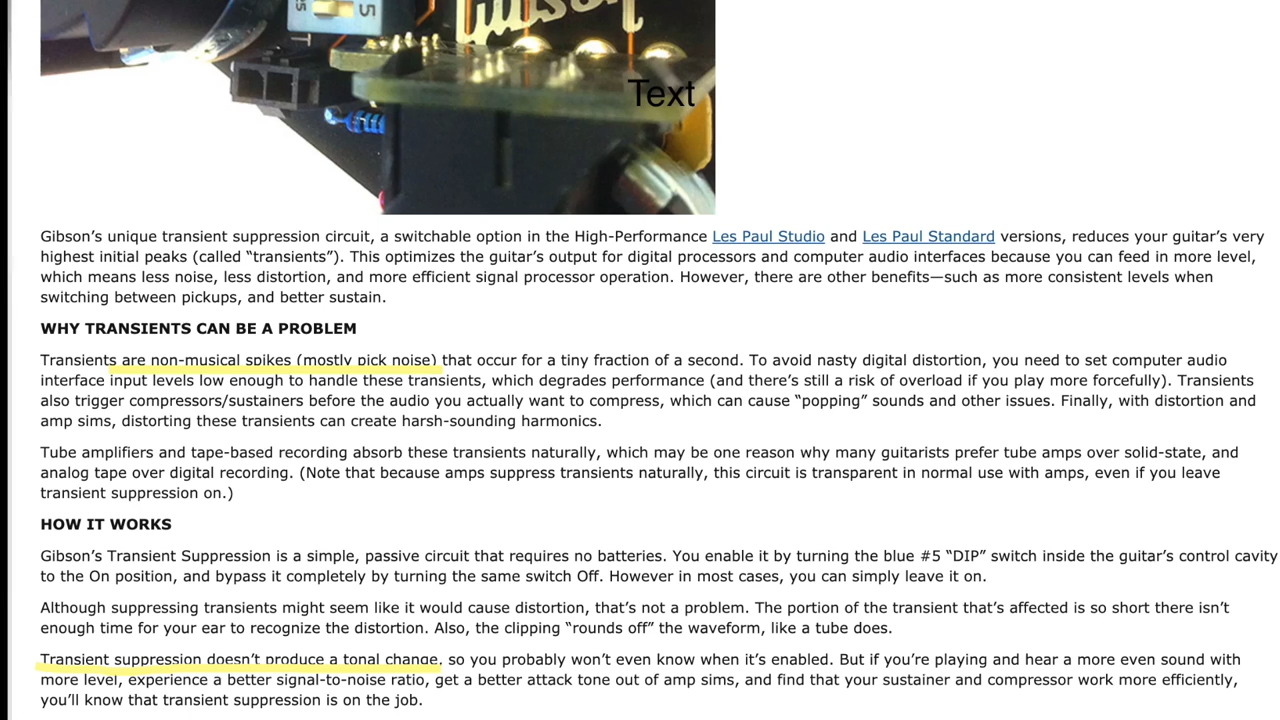 5
Gibson
Text
Gibson’s unique transient suppression circuit, a switchable option in the High-Performance Les Paul Studio and Les Paul Standard versions, reduces your guitar’s very
highest initial peaks (called “transients”). This optimizes the guitar’s output for digital processors and computer audio interfaces because you can feed in more level,
which means less noise, less distortion, and more efficient signal processor operation. However, there are other benefits—such as more consistent levels when
switching between pickups, and better sustain.
WHY TRANSIENTS CAN BE A PROBLEM
Transients are non-musical spikes (mostly pick noise) that occur for a tiny fraction of a second. To avoid nasty digital distortion, you need to set computer audio
interface input levels low enough to handle these transients, which degrades performance (and there’s still a risk of overload if you play more forcefully). Transients
also trigger compressors/sustainers before the audio you actually want to compress, which can cause “popping” sounds and other issues. Finally, with distortion and
amp sims, distorting these transients can create harsh-sounding harmonics.
Tube amplifiers and tape-based recording absorb these transients naturally, which may be one reason why many guitarists prefer tube amps over solid-state, and
analog tape over digital recording. (Note that because amps suppress transients naturally, this circuit is transparent in normal use with amps, even if you leave
transient suppression on.)
HOW IT WORKS
Gibson’s Transient Suppression is a simple, passive circuit that requires no batteries. You enable it by turning the blue #5 “DIP” switch inside the guitar’s control cavity
to the On position, and bypass it completely by turning the same switch Off. However in most cases, you can simply leave it on.
Although suppressing transients might seem like it would cause distortion, that’s not a problem. The portion of the transient that’s affected is so short there isn’t
enough time for your ear to recognize the distortion. Also, the clipping “rounds off” the waveform, like a tube does.
Transient suppression doesn’t produce a tonal change, so you probably won’t even know when it’s enabled. But if you’re playing and hear a more even sound with
more level, experience a better signal-to-noise ratio, get a better attack tone out of amp sims, and find that your sustainer and compressor work more efficiently,
you’ll know that transient suppression is on the job.